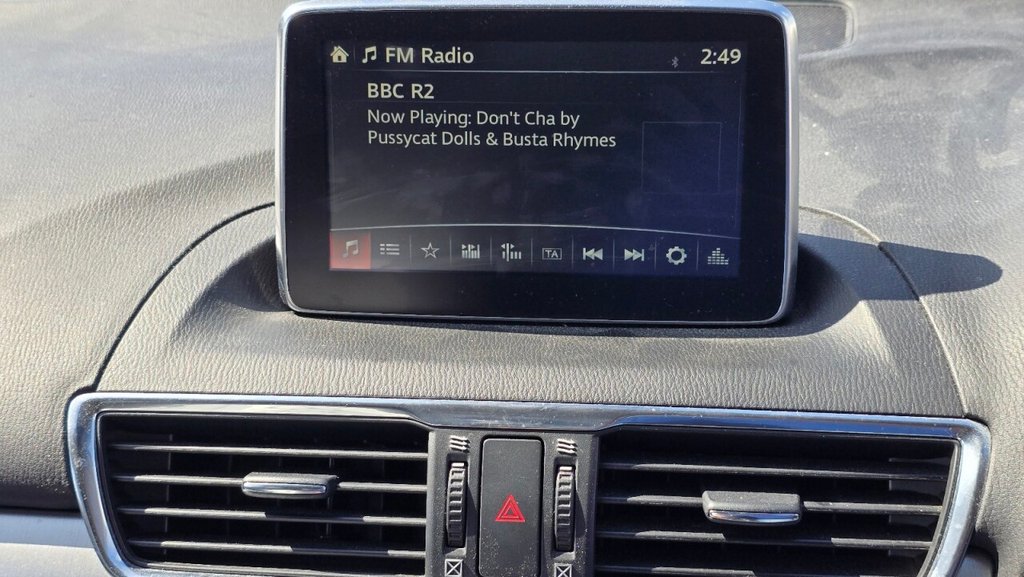 FM Radio 2:49
BBC R2
Now Playing: Don't Cha by
Pussycat Dolls & Busta Rhymes
TA